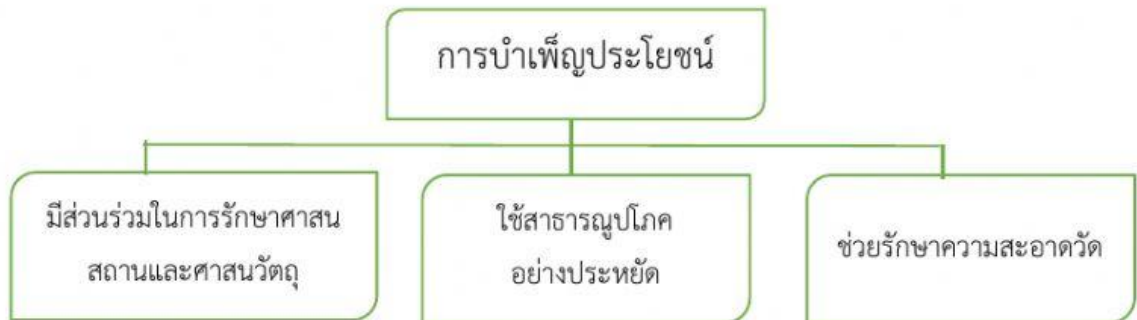 การบำเพ็ญประโยชน์
มีส่วนร่วมในการรักษาศาสน
สถานและศาสนวัตถุ
ใช้สาธารณูปโภค
อย่างประหยัด
ช่วยรักษาความสะอาดวัด